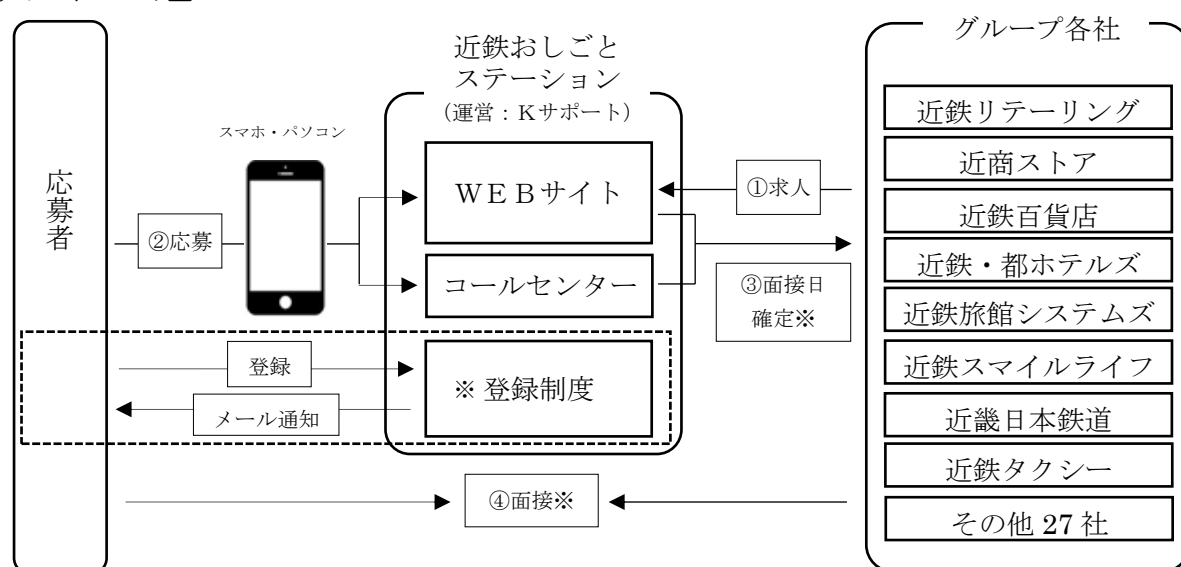 グループ各社
近鉄おしごと
ステーション
(運営：Kサポート)
スマホ・パソコン
応募者
②応募
WEBサイト
コールセンター
①求人
③面接日
確定※
登録
メール通知
※登録制度
④面接※
近鉄リテーリング
近商ストア
近鉄百貨店
近鉄・都ホテルズ
近鉄旅館システムズ
近鉄スマイルライフ
近畿日本鉄道
近鉄タクシー
その他 27 社